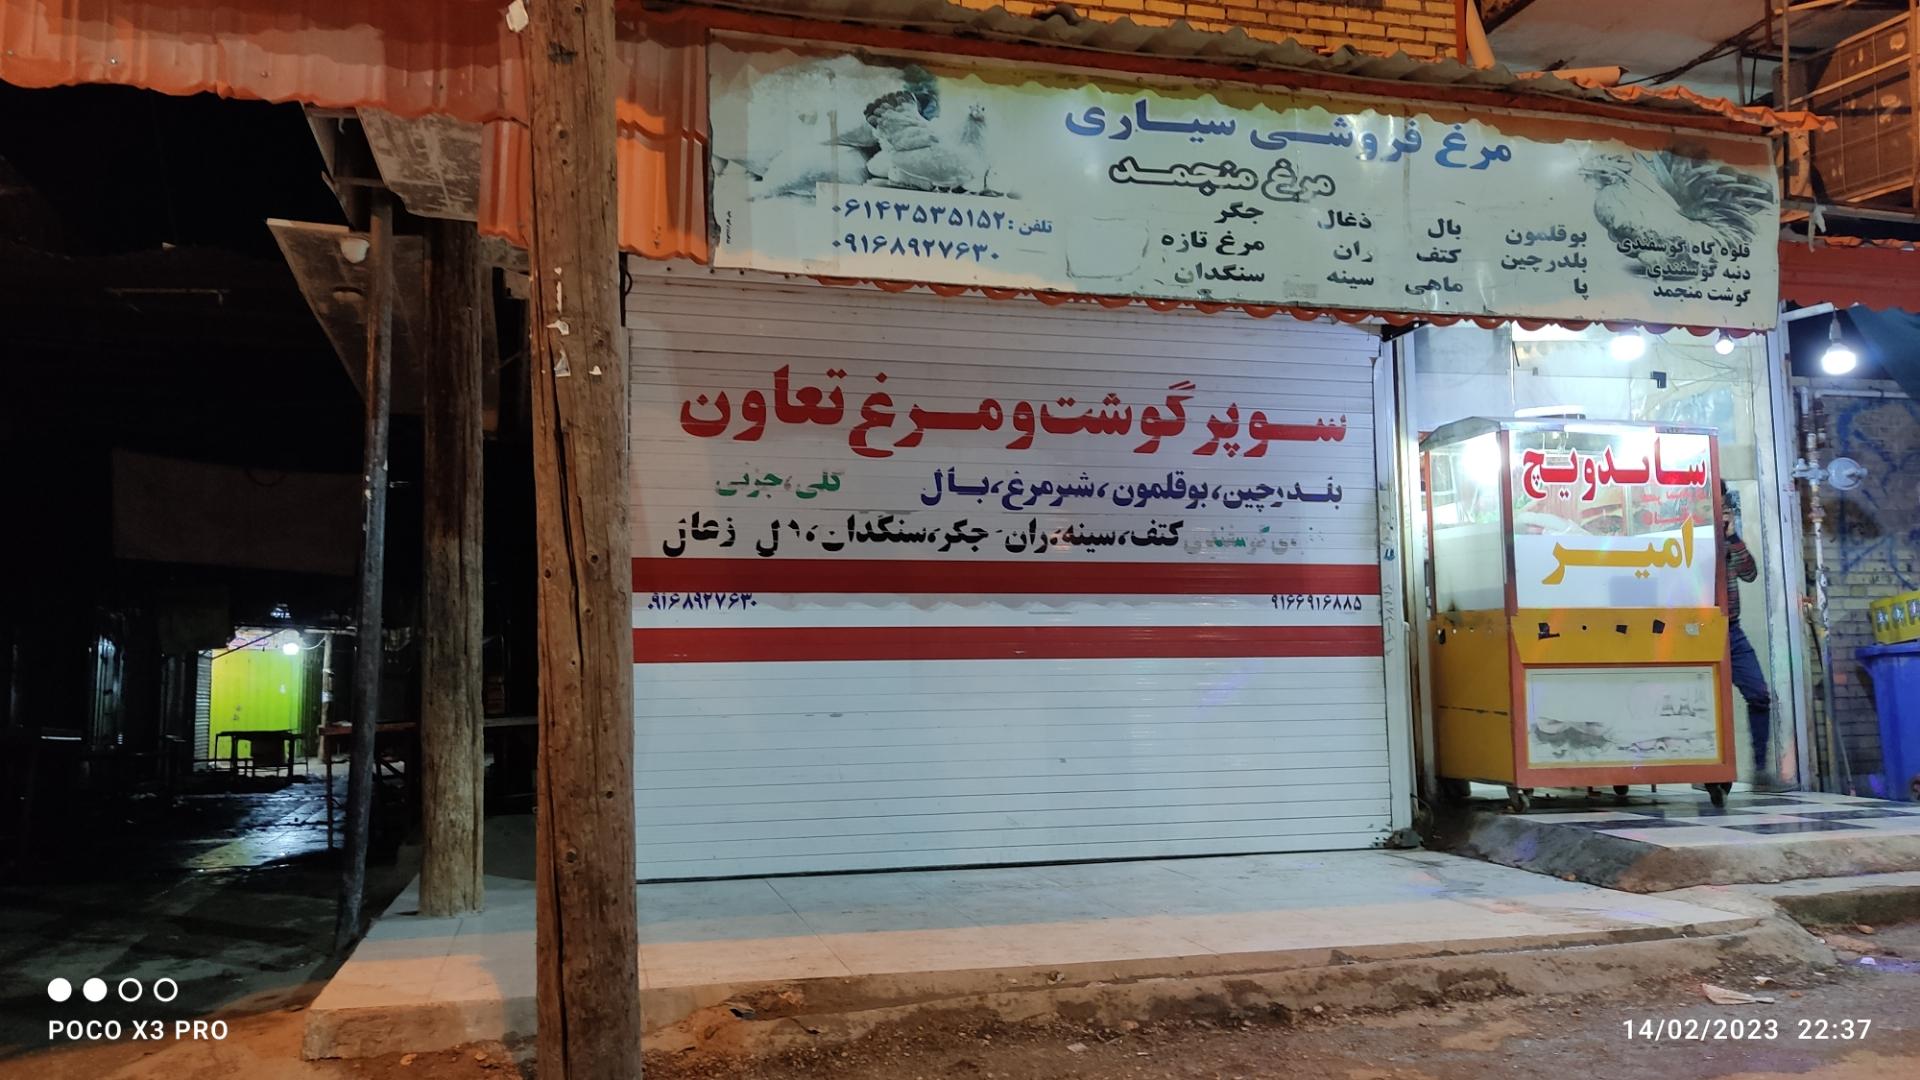 مرغ فروشی سیاری
مرغ منجمد
تلفن: ۰۶۱۴۳۵۳۵۱۵۲
۰۹۱۶۸۹۲۷۶۳۰
بوقلمون بال ذغال جگر
بلدرچین کتف ران مرغ تازه
پا ماهی سینه سنگدان
قلوه گاه گوسفندی
دنبه گوسفندی
گوشت منجمد
سوپر گوشت و مرغ تعاون
بلدرچین، بوقلمون، شترمرغ، بال کلی، جزئی
کتف، سینه، ران جگر، سنگدان،
۹۱۶۶۹۱۶۸۸۵
۰۹۱۶۸۹۲۷۶۳۰
ساندویچ
امیر
POCO X3 PRO
14/02/2023 22:37